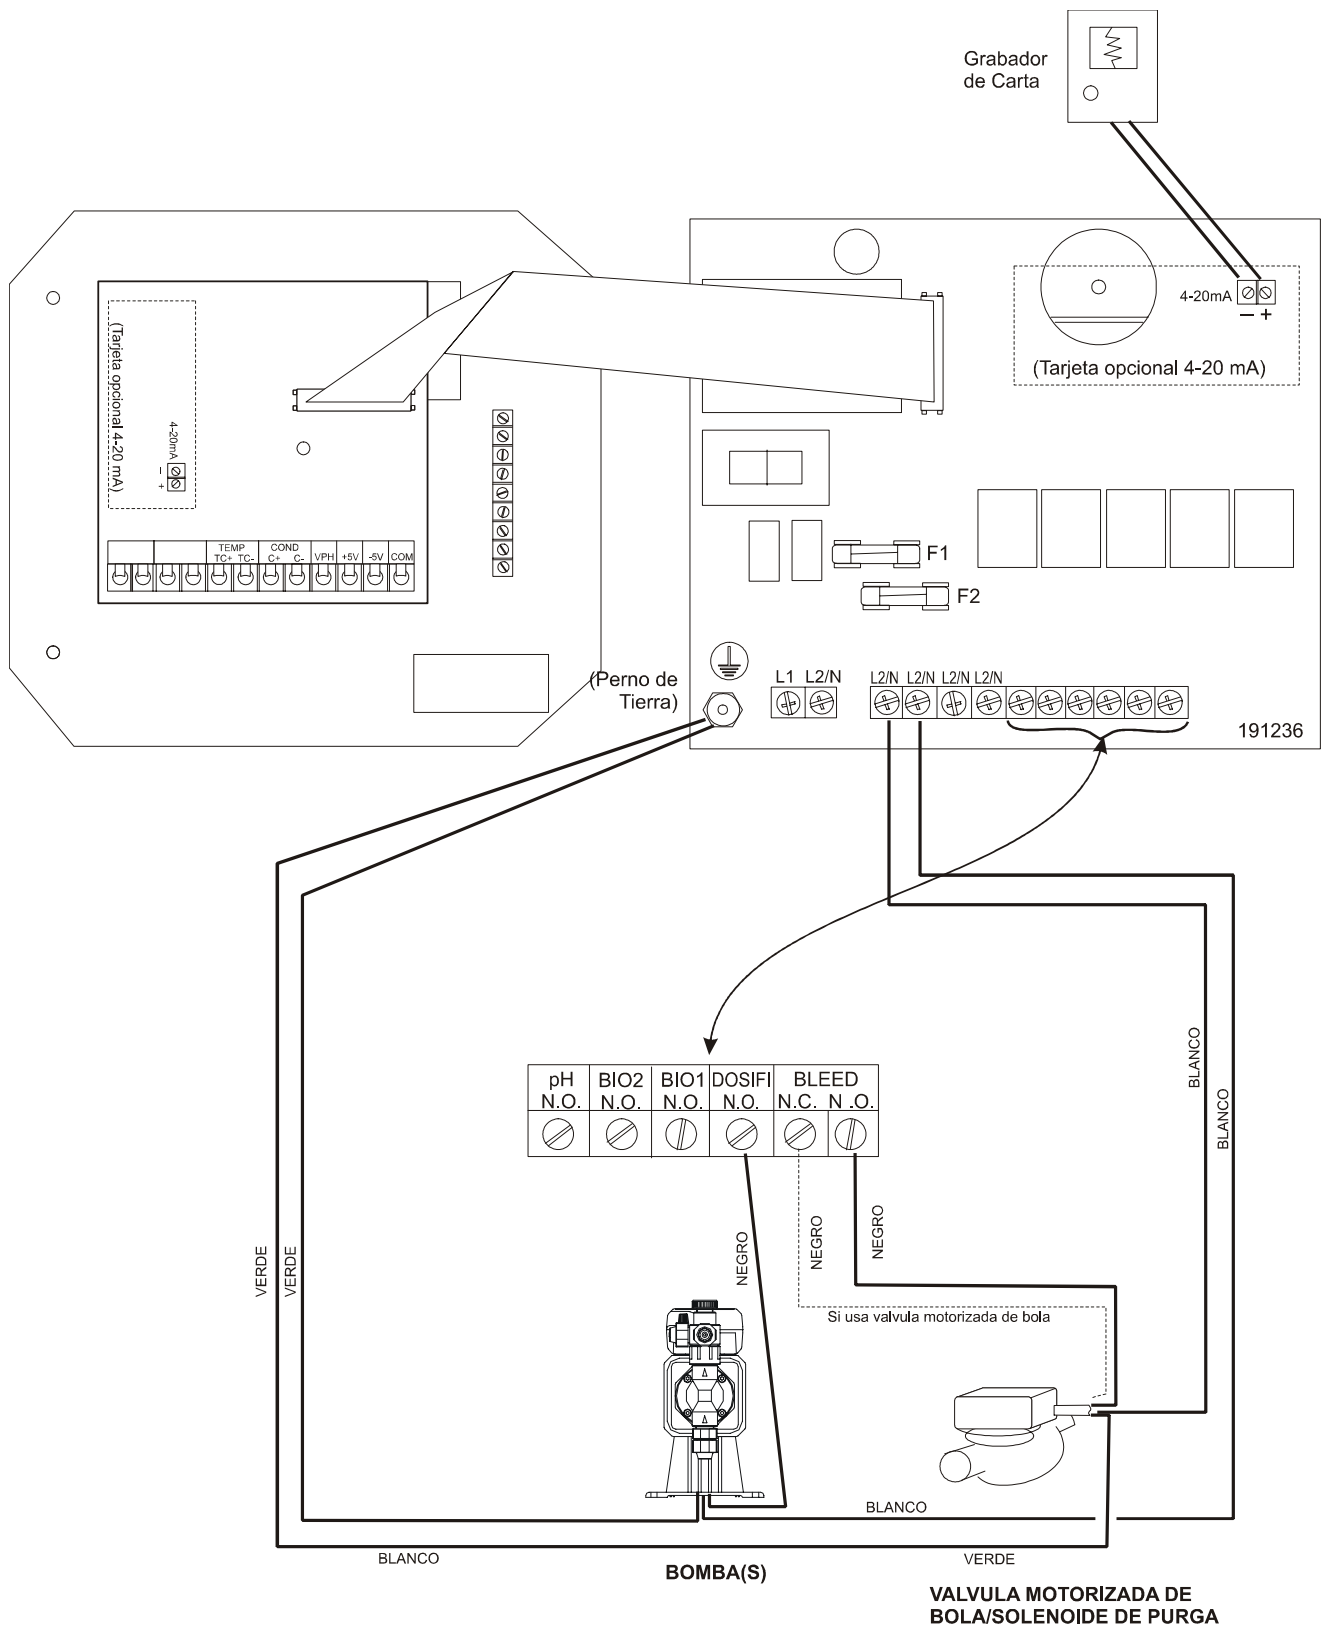 Grabador
de Carta
4-20mA
– +
(Tarjeta opcional 4-20 mA)
(Tarjeta opcional 4-20 mA)
4-20mA
– +
TEMP COND
TC+ TC- C+ C- VPH +5V -5V COM
F1
F2
(Perno de
Tierra)
L1 L2/N
L2/N L2/N L2/N L2/N
191236
pH BIO2 BIO1 DOSIFI BLEED
N.O. N.O. N.O. N.O. N.C. N .O.
BLANCO
BLANCO
VERDE
VERDE
NEGRO
NEGRO
NEGRO
Si usa valvula motorizada de bola
BLANCO
BLANCO
VERDE
BOMBA(S)
VALVULA MOTORIZADA DE
BOLA/SOLENOIDE DE PURGA